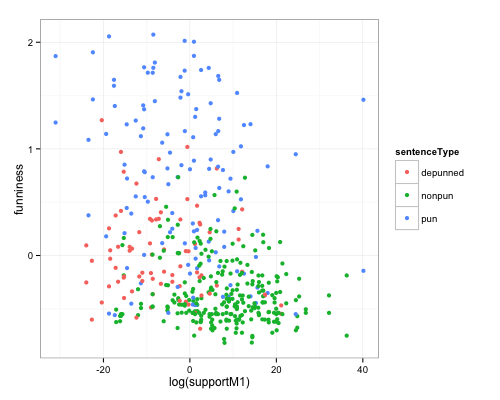 2
1
0
funniness
-20
0
20
40
log(supportM1)
sentenceType
depunned
nonpun
pun